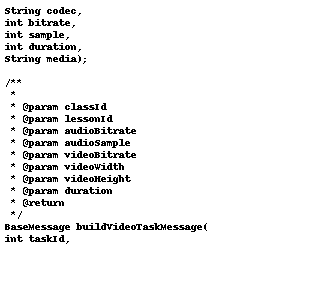 String codec,
int bitrate,
int sample,
int duration,
String media);
/**
*
* @param classId
* @param lessonId
* @param audioBitrate
* @param audioSample
* @param videoBitrate
* @param videoWidth
* @param videoHeight
* @param duration
* @return
*/
BaseMessage buildVideoTaskMessage(
int taskId,